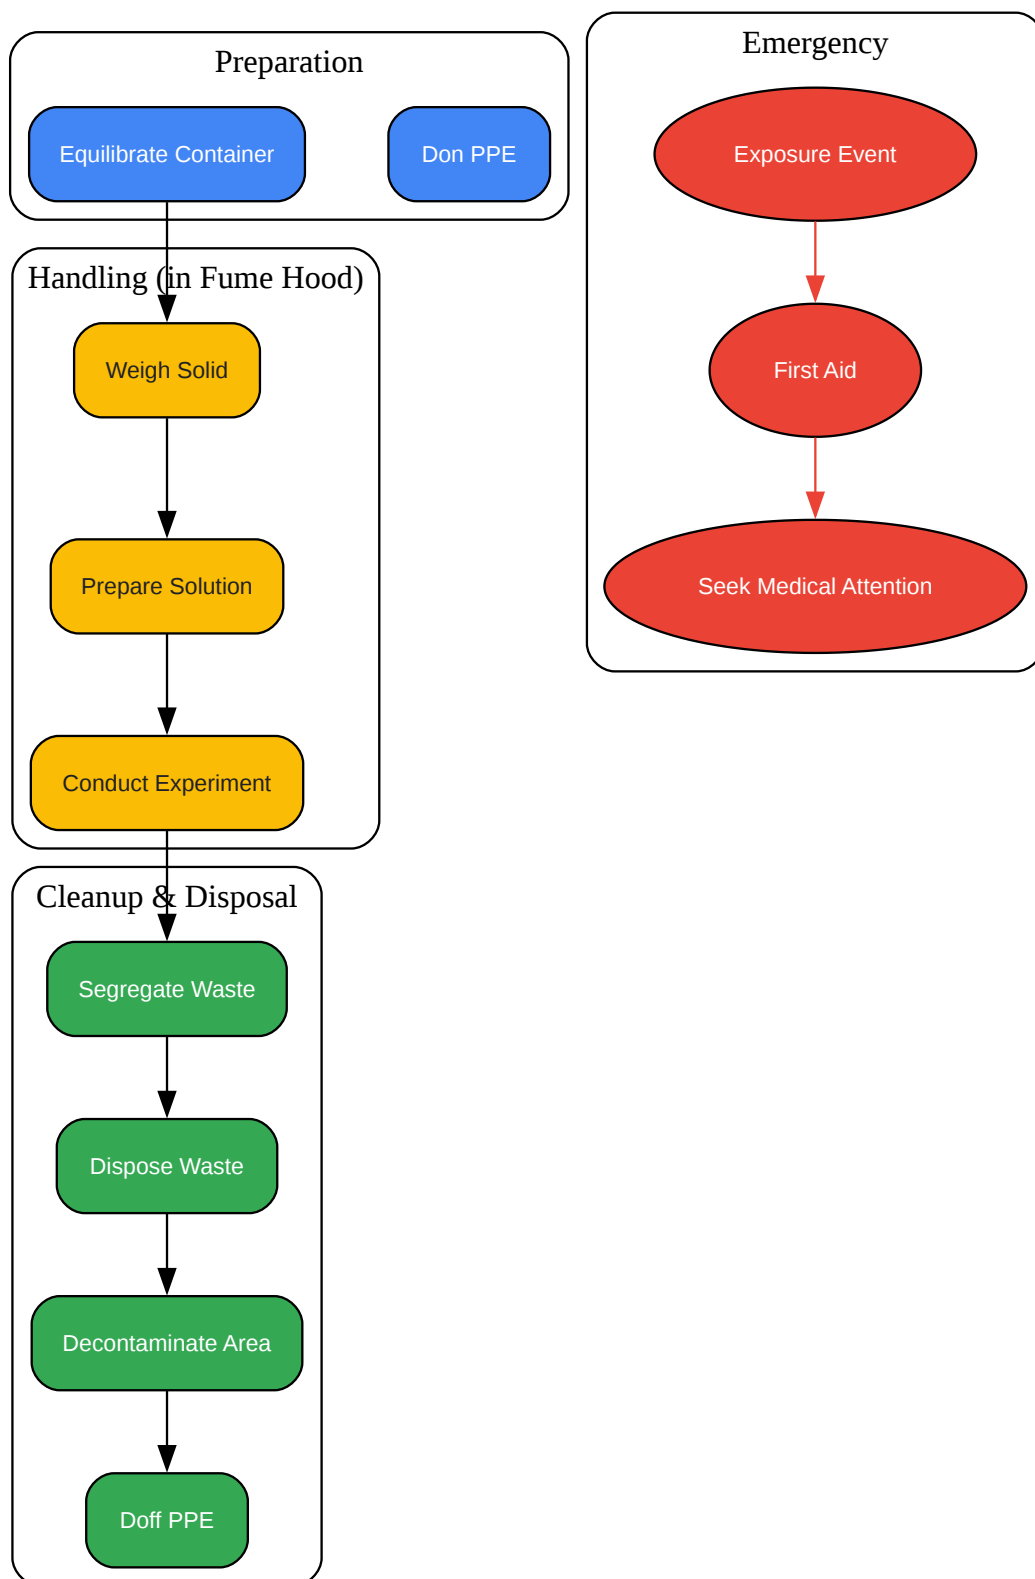 Preparation
Equilibrate Container
Don PPE
Handling (in Fume Hood)
Weigh Solid
Prepare Solution
Conduct Experiment
Cleanup & Disposal
Segregate Waste
Dispose Waste
Decontaminate Area
Doff PPE
Emergency
Exposure Event
First Aid
Seek Medical Attention